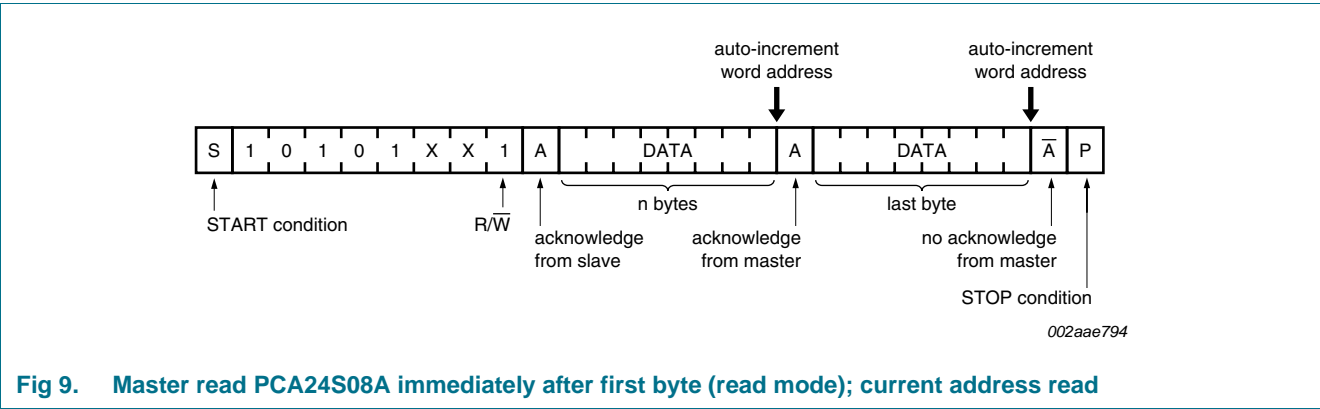 auto-increment
word address
auto-increment
word address
S 1 0 1 0 1 X X 1 A DATA A DATA A̅ P
n bytes
last byte
START condition
R/W̅
acknowledge
from slave
acknowledge
from master
no acknowledge
from master
STOP condition
002aae794
Fig 9. Master read PCA24S08A immediately after first byte (read mode); current address read